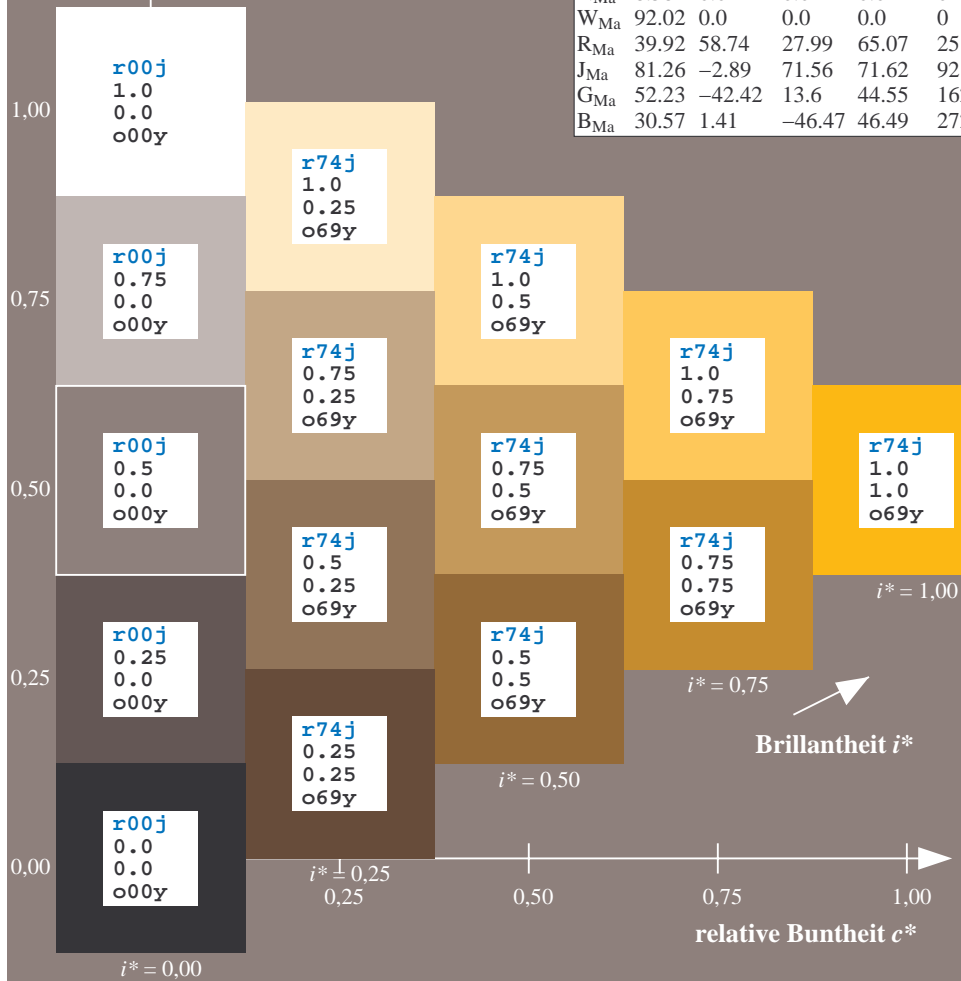 W_Ma 92.02 0.0 0.0 0.0 0
R_Ma 39.92 58.74 27.99 65.07 25
J_Ma 81.26 −2.89 71.56 71.62 92
G_Ma 52.23 −42.42 13.6 44.55
B_Ma 30.57 1.41 −46.47 46.49
1,00
r00j
1.0
0.0
o00y
r74j
1.0
0.25
o69y
0,75
r00j
0.75
0.0
o00y
r74j
1.0
0.5
o69y
r74j
0.75
0.25
o69y
r74j
1.0
0.75
o69y
0,50
r00j
0.5
0.0
o00y
r74j
0.75
0.5
o69y
r74j
1.0
1.0
o69y
i* = 1,00
r74j
0.5
0.25
o69y
r74j
0.75
0.75
o69y
i* = 0,75
0,25
r00j
0.25
0.0
o00y
r74j
0.5
0.5
o69y
i* = 0,50
Brillantheit i*
r74j
0.25
0.25
o69y
i* = 0,25
0,00
r00j
0.0
0.0
o00y
i* = 0,00
0,25 0,50 0,75 1,00
relative Buntheit c*